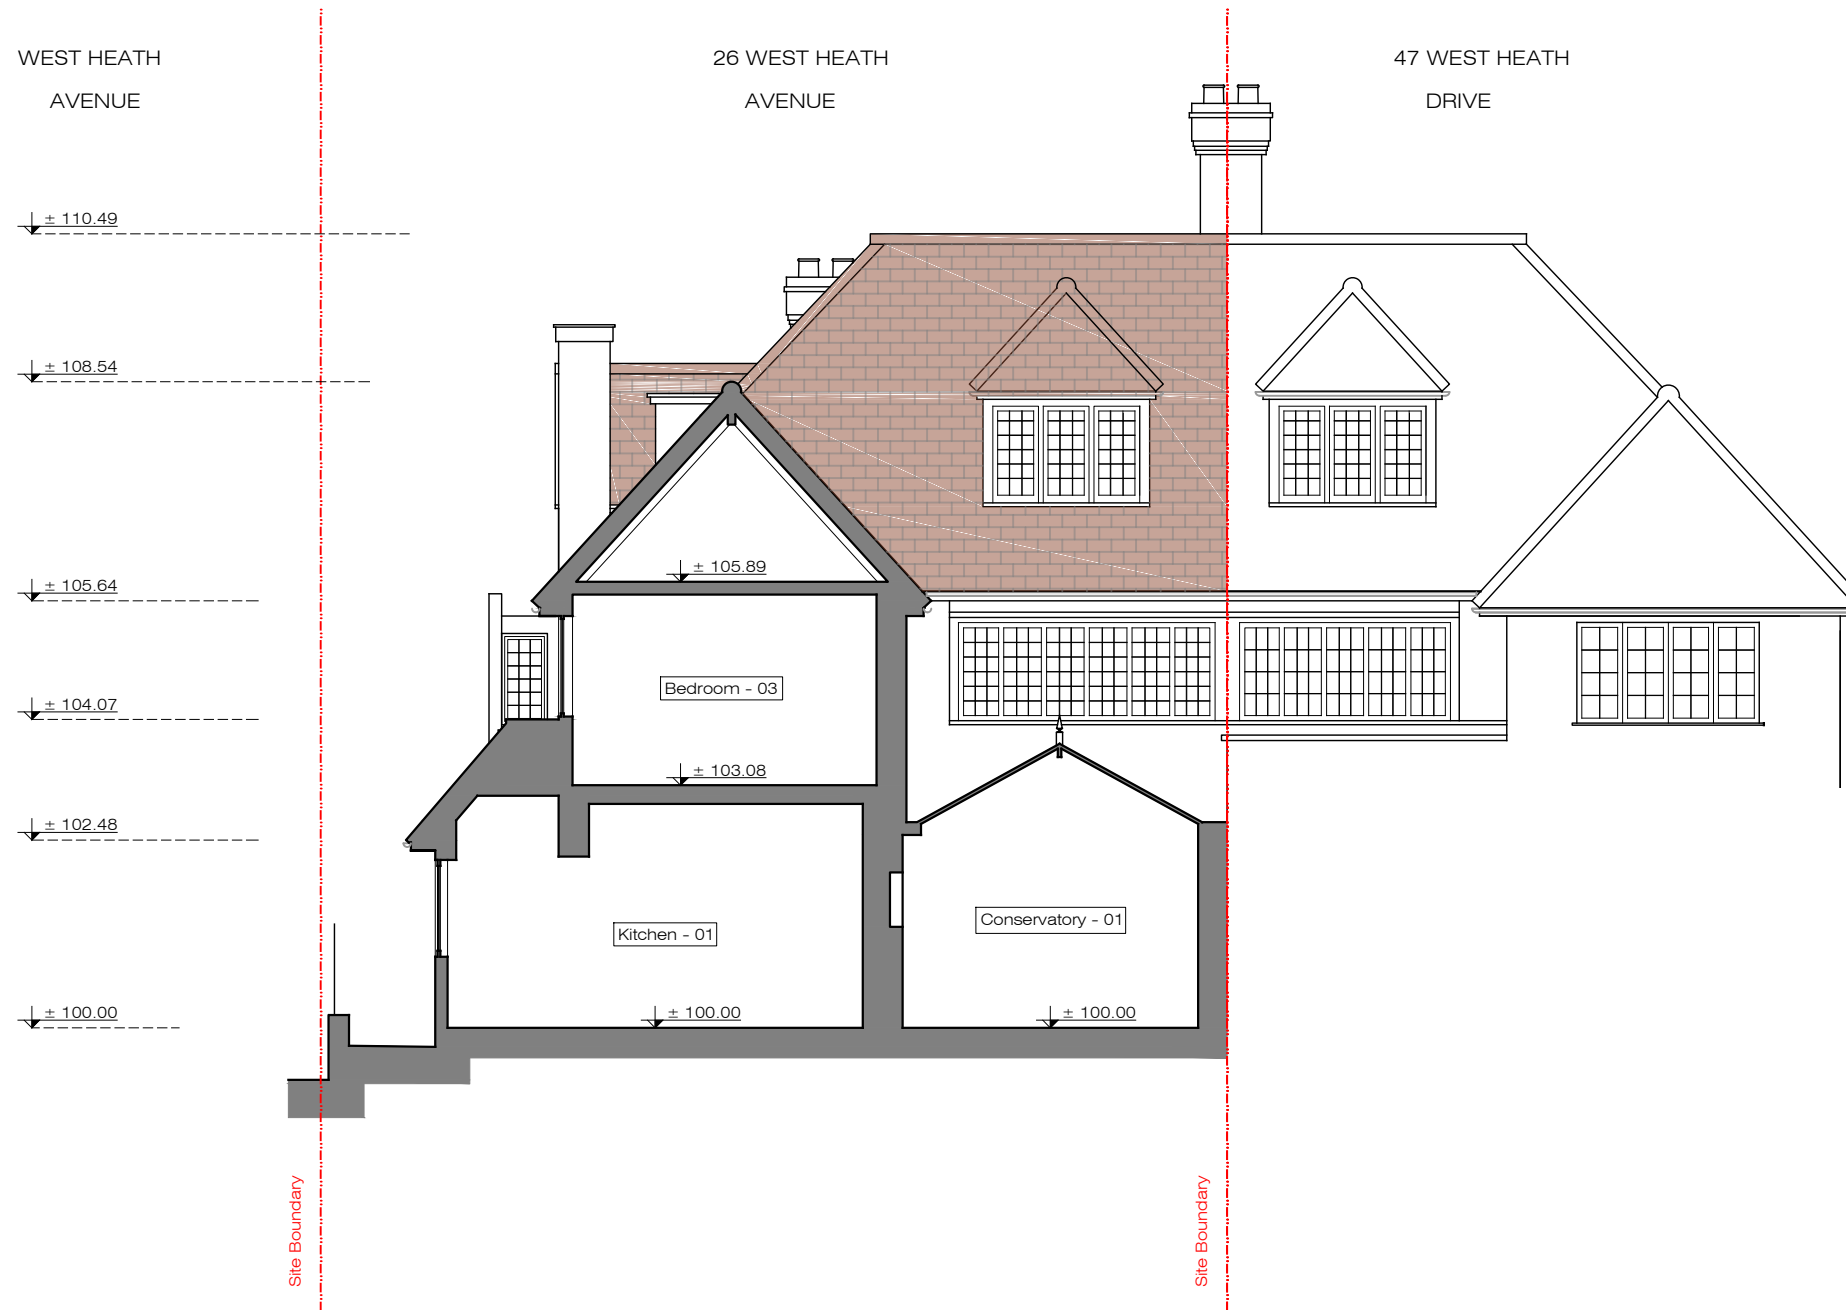 WEST HEATH
AVENUE
26 WEST HEATH
AVENUE
47 WEST HEATH
DRIVE
± 110.49
± 108.54
± 105.89
± 105.64
Bedroom - 03
± 104.07
± 103.08
± 102.48
Kitchen - 01
Conservatory - 01
± 100.00
± 100.00
± 100.00
Site Boundary
Site Boundary